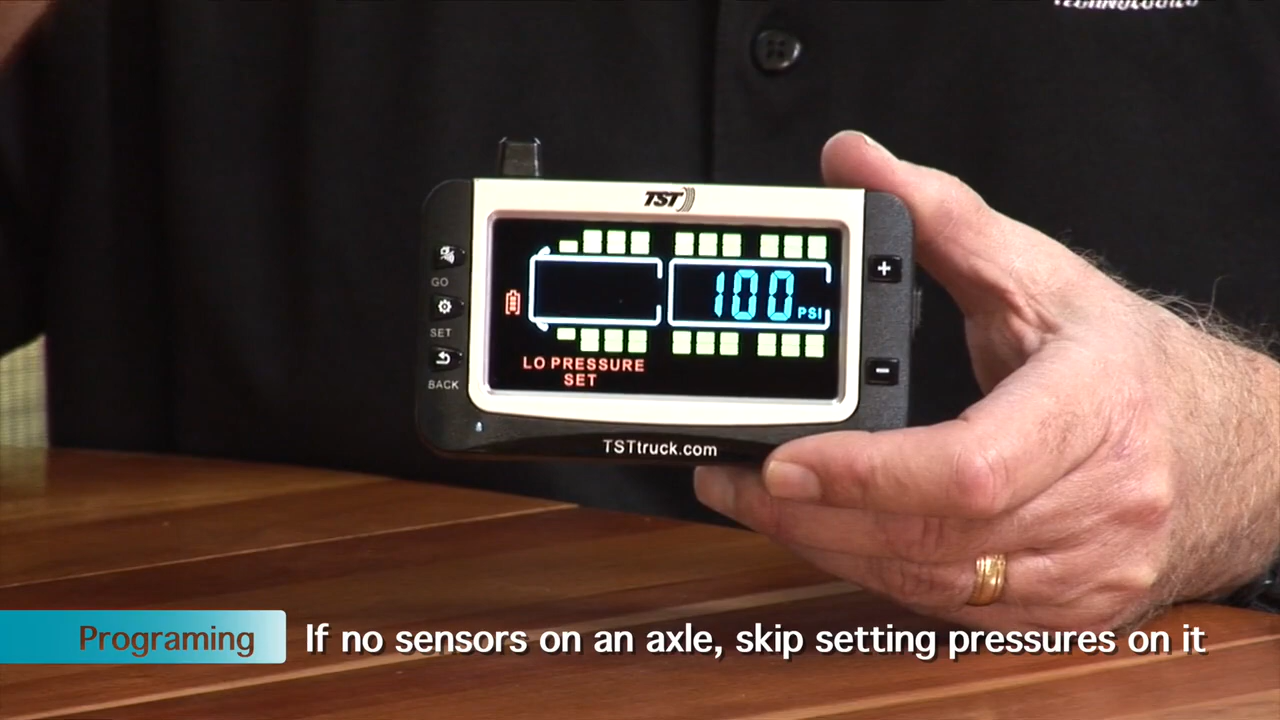 TECHNOLOGIES
TST
GO
SET
BACK
100 PSI
LO PRESSURE
SET
+
-
TSTtruck.com
Programing
If no sensors on an axle, skip setting pressures on it